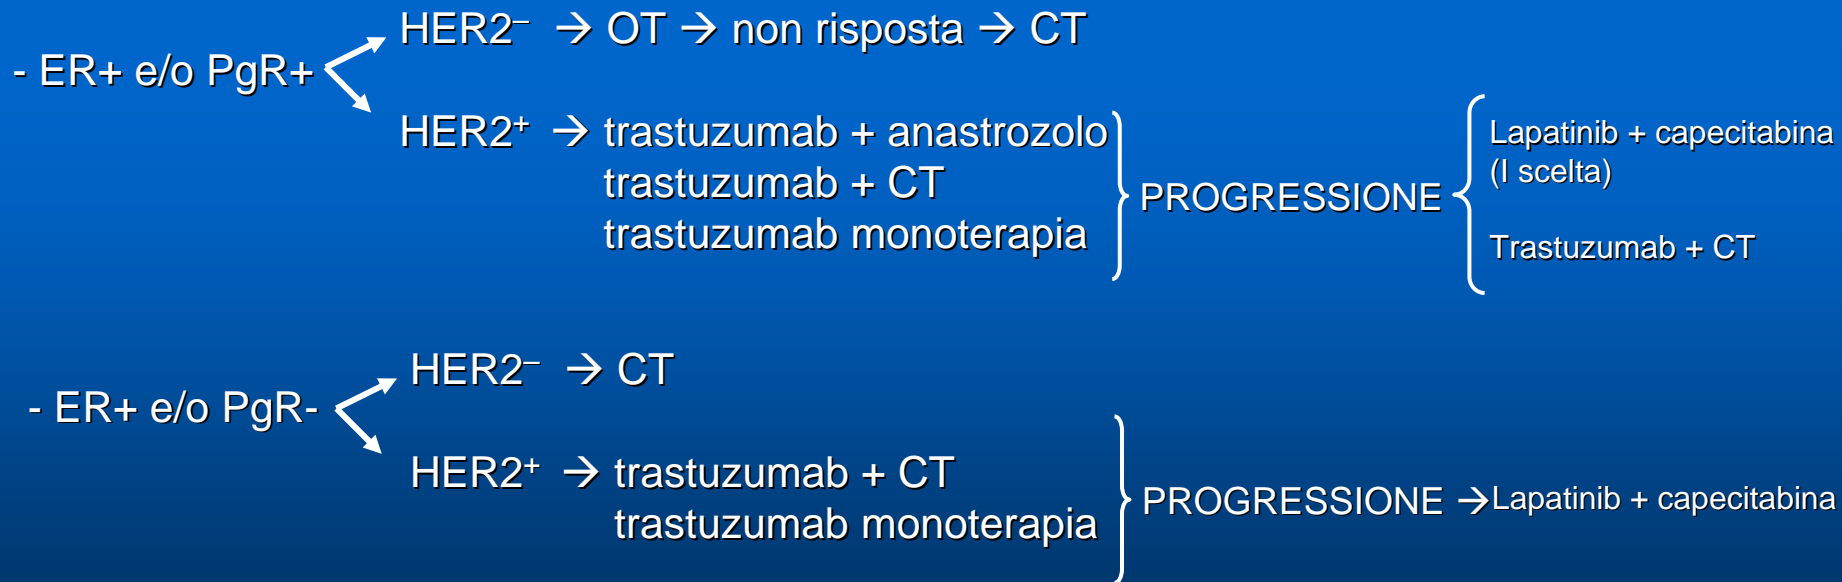 HER2– → OT → non risposta → CT
- ER+ e/o PgR+
HER2+ → trastuzumab + anastrozolo
trastuzumab + CT
trastuzumab monoterapia
PROGRESSIONE
Lapatinib + capecitabina
(I scelta)
Trastuzumab + CT
HER2– → CT
- ER+ e/o PgR-
HER2+ → trastuzumab + CT
trastuzumab monoterapia
PROGRESSIONE → Lapatinib + capecitabina